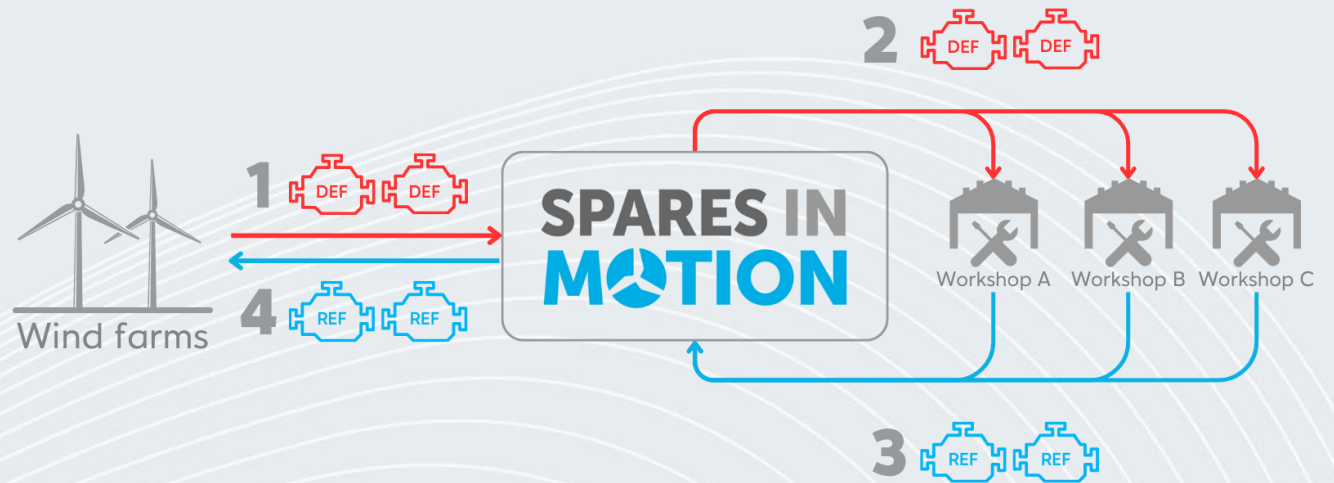 2 DEF DEF
1 DEF DEF
SPARES IN
MOTION
Workshop A Workshop B Workshop C
4 REF REF
Wind farms
3 REF REF